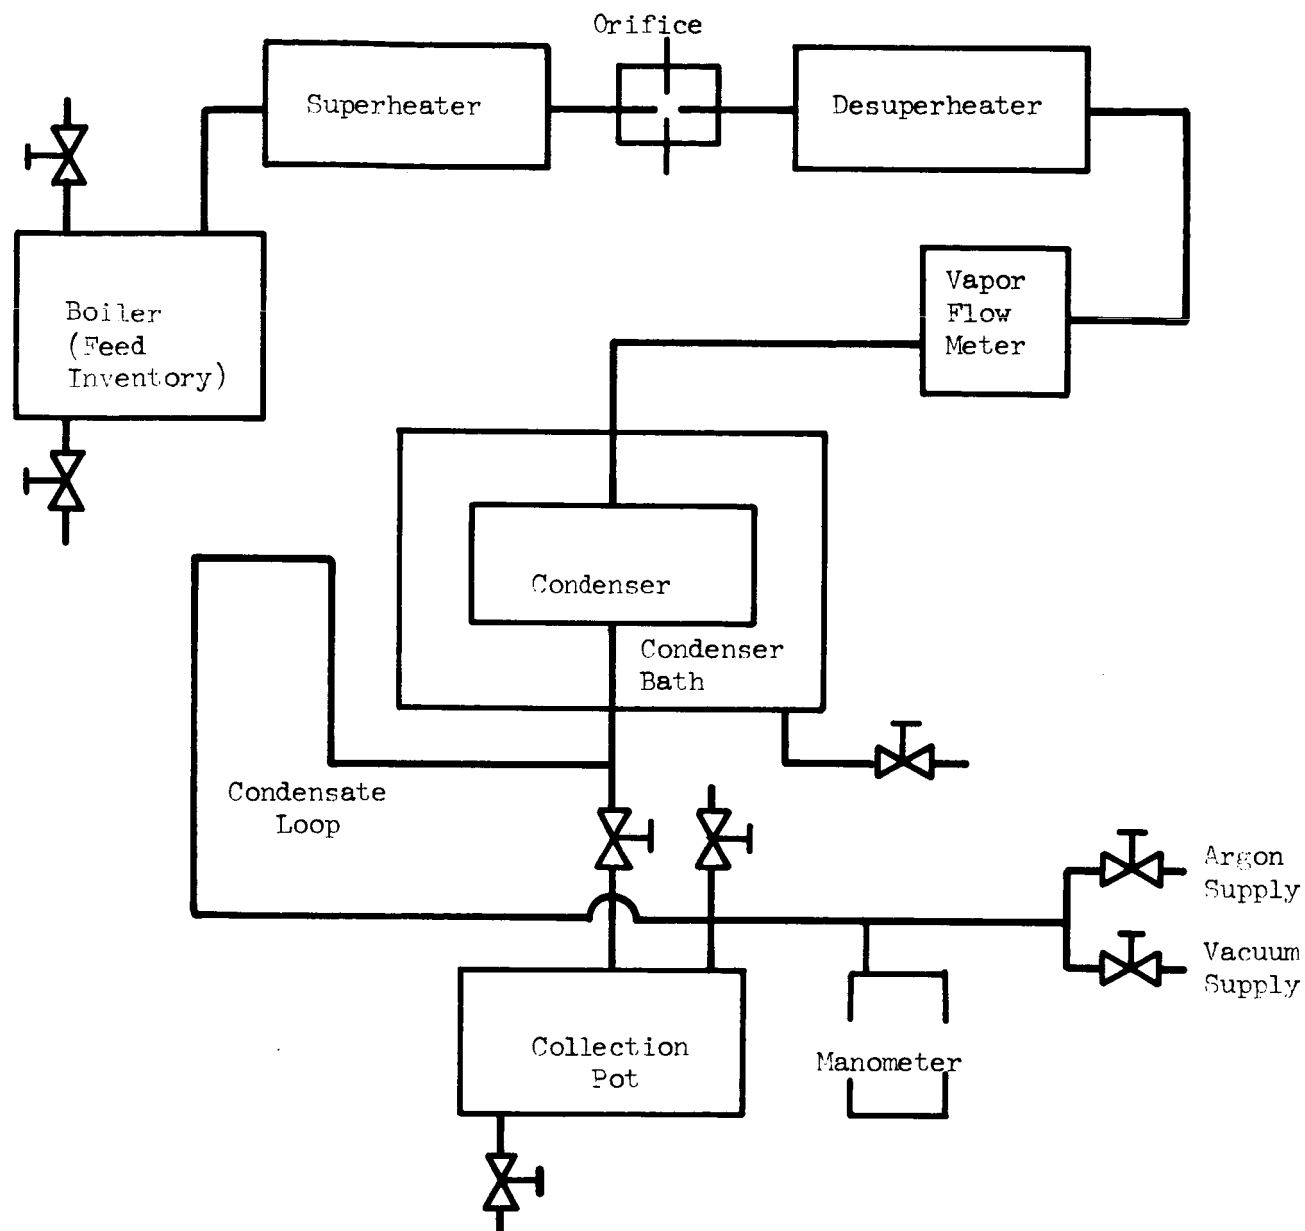 Orifice
Superheater
Desuperheater
Vapor
Flow
Meter
Boiler
(Feed
Inventory)
Condenser
Condenser
Bath
Condensate
Loop
Argon
Supply
Vacuum
Supply
Collection
Pot
Manometer